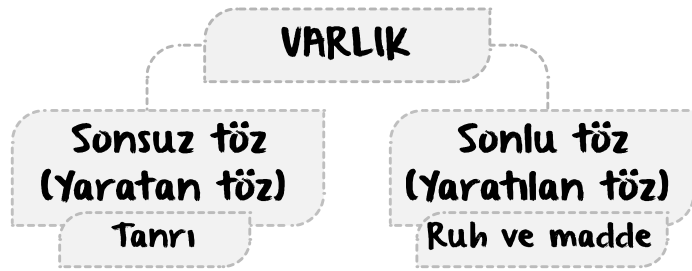 VARLIK
Sonsuz töz
(Yaratan töz)
Tanrı
Sonlu töz
(Yaratılan töz)
Ruh ve madde